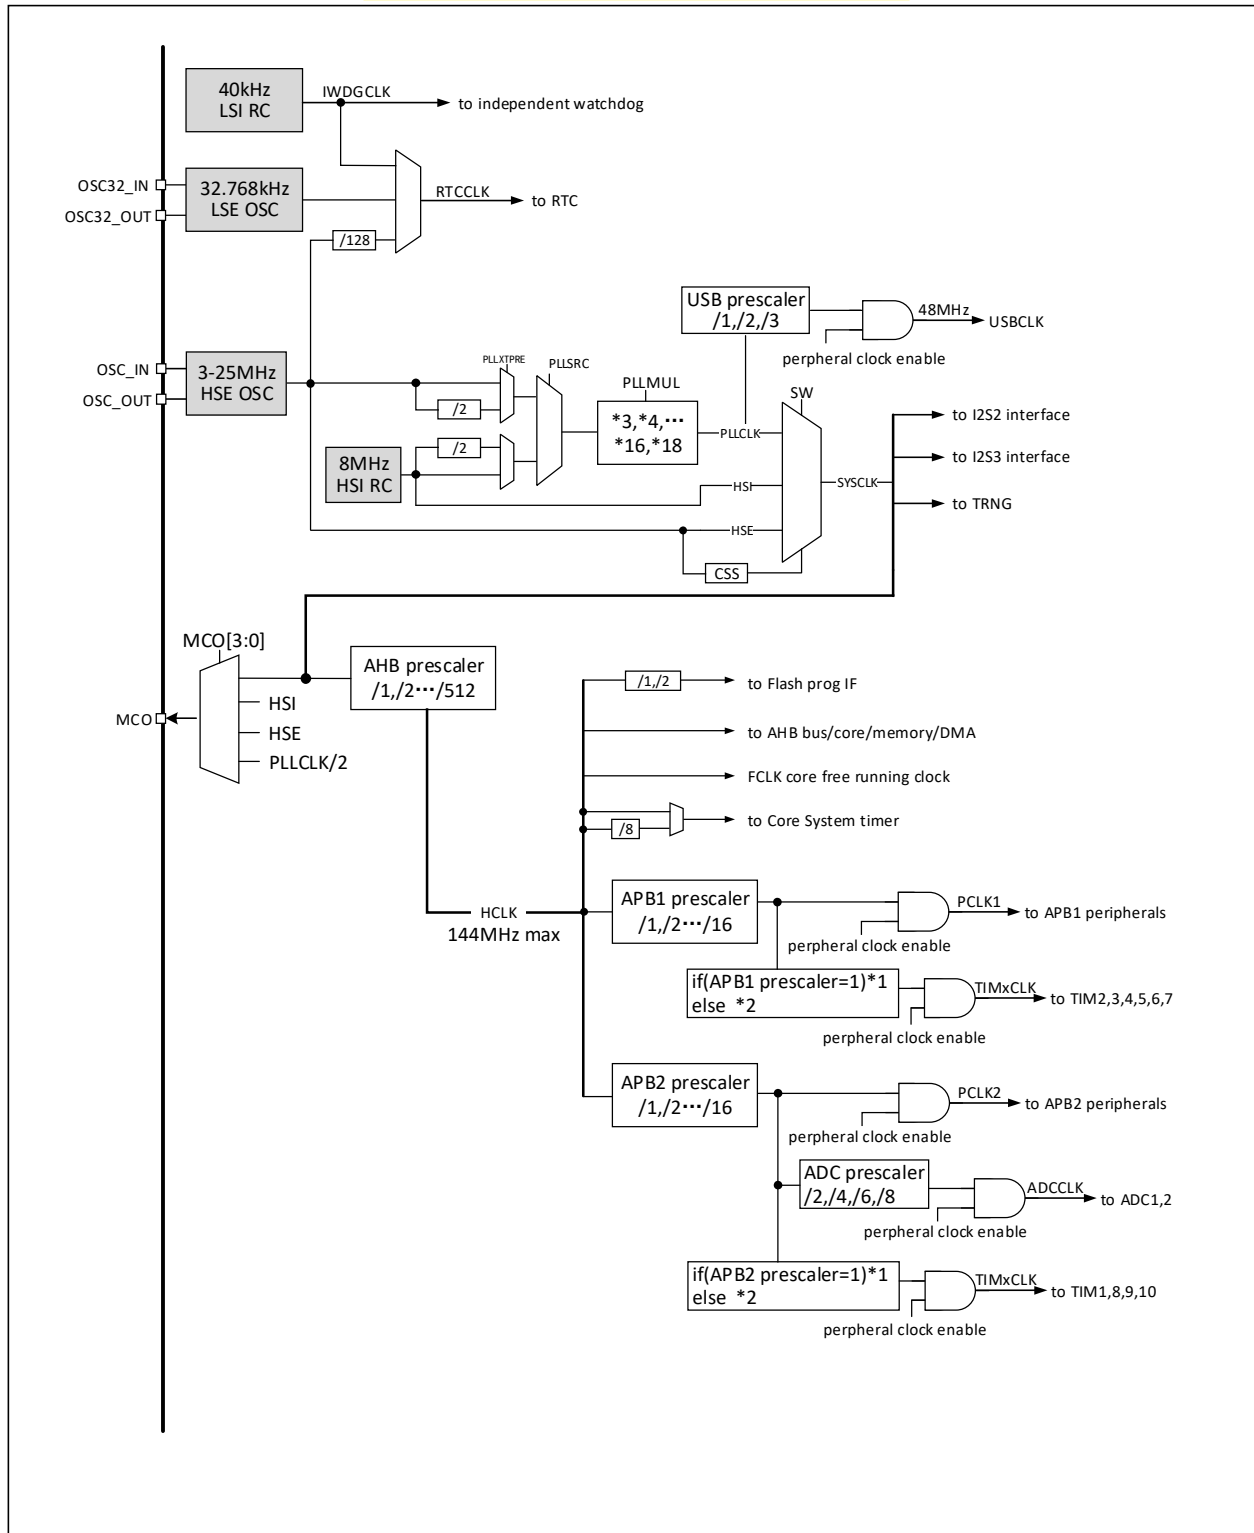 40kHz
LSI RC
IWDGCLK
to independent watchdog
OSC32_IN
OSC32_OUT
32.768kHz
LSE OSC
RTCCLK
to RTC
/128
USB prescaler
/1,/2,/3
48MHz
USBCLK
perpheral clock enable
OSC_IN
OSC_OUT
3-25MHz
HSE OSC
PLLXTPRE
PLLSRC
/2
PLLMUL
*3,*4,···
*16,*18
PLLCLK
SW
/2
8MHz
HSI RC
HSI
HSE
CSS
SYSCLK
to I2S2 interface
to I2S3 interface
to TRNG
MCO[3:0]
MCO
HSI
HSE
PLLCLK/2
AHB prescaler
/1,/2···/512
/1,/2
to Flash prog IF
to AHB bus/core/memory/DMA
FCLK core free running clock
/8
to Core System timer
HCLK
144MHz max
APB1 prescaler
/1,/2···/16
PCLK1
to APB1 peripherals
perpheral clock enable
if(APB1 prescaler=1)*1
else *2
TIMxCLK
to TIM2,3,4,5,6,7
perpheral clock enable
APB2 prescaler
/1,/2···/16
PCLK2
to APB2 peripherals
perpheral clock enable
ADC prescaler
/2,/4,/6,/8
ADCCLK
to ADC1,2
perpheral clock enable
if(APB2 prescaler=1)*1
else *2
TIMxCLK
to TIM1,8,9,10
perpheral clock enable